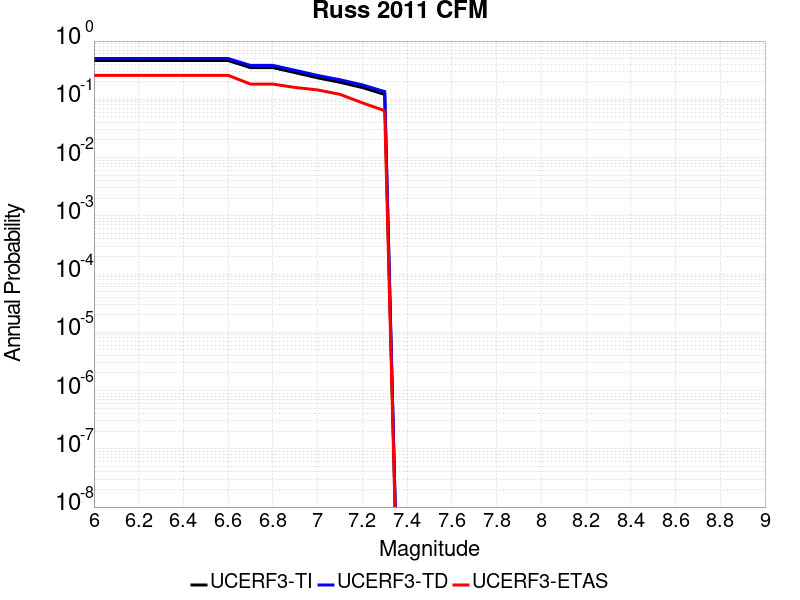 Russ 2011 CFM
10^0
10^-1
10^-2
10^-3
10^-4
10^-5
10^-6
10^-7
10^-8
Annual Probability
6 6.2 6.4 6.6 6.8 7 7.2 7.4 7.6 7.8 8 8.2 8.4 8.6 8.8 9
Magnitude
UCERF3-TI UCERF3-TD UCERF3-ETAS